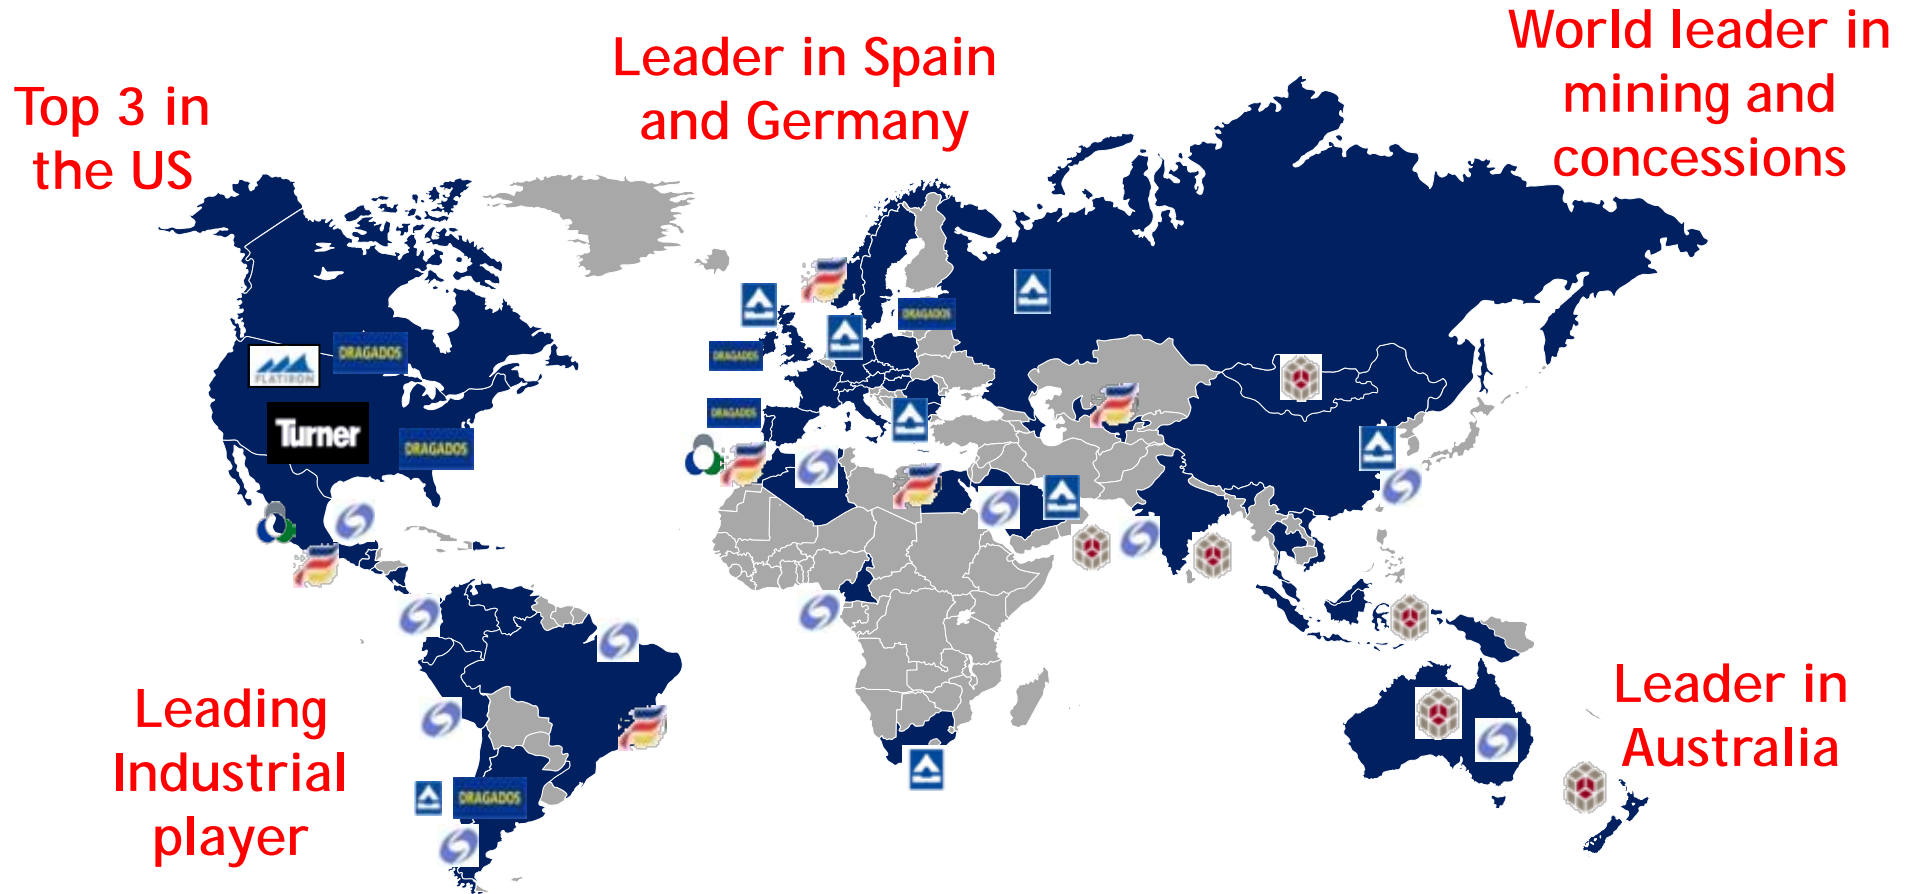 World leader in
mining and
concessions
Leader in Spain
and Germany
Top 3 in
the US
DRAGADOS
DRAGADOS
DRAGADOS
FLATIRON
Turner
DRAGADOS
DRAGADOS
Leading
Industrial
player
DRAGADOS
Leader in
Australia